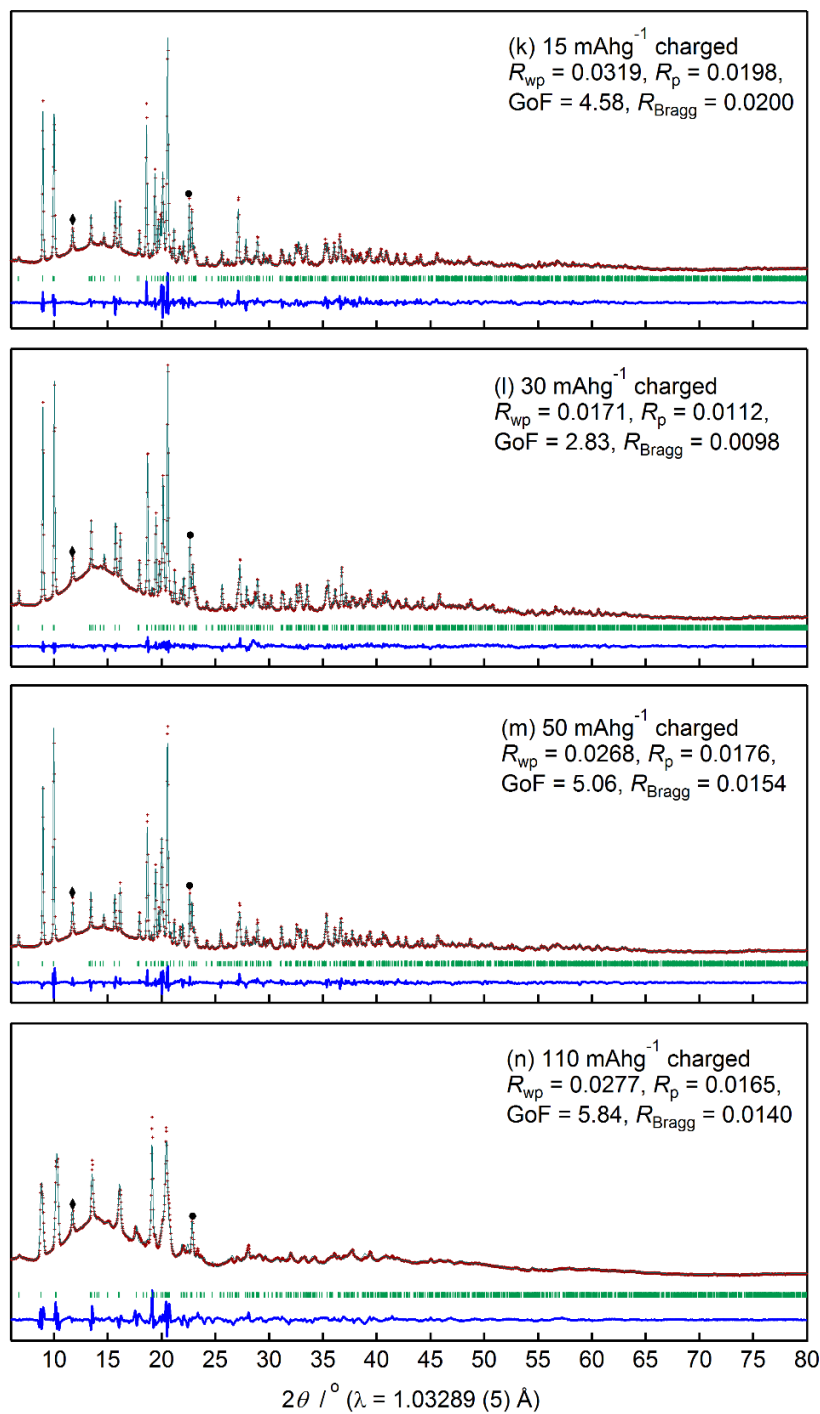 (k) 15 mAhg⁻¹ charged
Rwp = 0.0319, Rp = 0.0198,
GoF = 4.58, RBragg = 0.0200
(l) 30 mAhg⁻¹ charged
Rwp = 0.0171, Rp = 0.0112,
GoF = 2.83, RBragg = 0.0098
(m) 50 mAhg⁻¹ charged
Rwp = 0.0268, Rp = 0.0176,
GoF = 5.06, RBragg = 0.0154
(n) 110 mAhg⁻¹ charged
Rwp = 0.0277, Rp = 0.0165,
GoF = 5.84, RBragg = 0.0140
10 15 20 25 30 35 40 45 50 55 60 65 70 75 80
2θ / ° (λ = 1.03289 (5) Å)